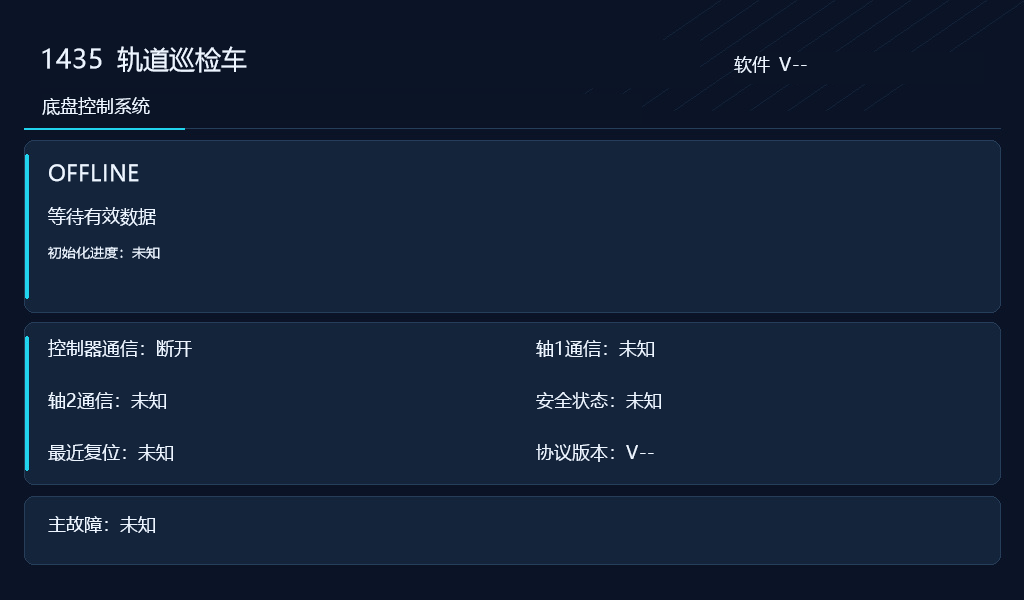 1435 轨道巡检车
软件 V--
底盘控制系统
OFFLINE
等待有效数据
初始化进度：未知
控制器通信：断开
轴1通信：未知
轴2通信：未知
安全状态：未知
最近复位：未知
协议版本：V--
主故障：未知